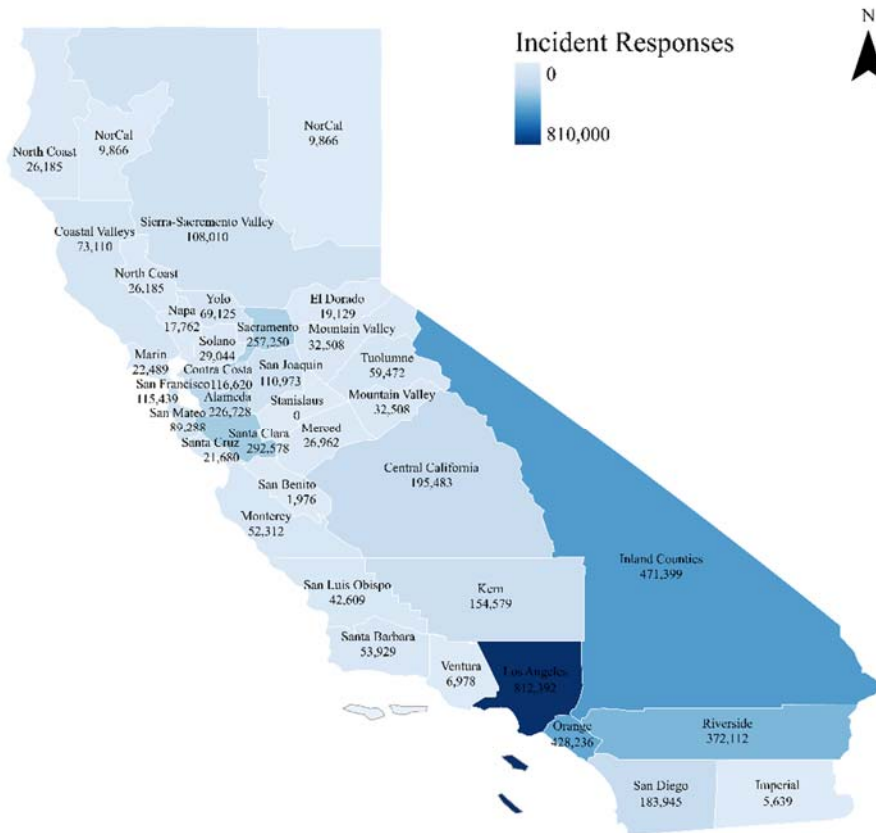 N
Incident Responses
0
810,000
NorCal
9,866
NorCal
9,866
North Coast
26,185
Sierra-Sacremento Valley
108,010
Coastal Valleys
73,110
North Coast
26,185
Yolo
69,125
El Dorado
19,129
Napa
17,762
Sacramento
257,250
Mountain Valley
32,508
Solano
29,044
Marin
22,489
Contra Costa
116,620
San Joaquin
110,973
Tuolumne
59,472
San Francisco
115,439
Alameda
226,728
Stanislaus
0
Mountain Valley
32,508
San Mateo
89,288
Santa Clara
292,578
Merced
26,962
Santa Cruz
21,680
Central California
195,483
San Benito
1,976
Monterey
52,312
Inland Counties
471,399
San Luis Obispo
42,609
Kern
154,579
Santa Barbara
53,929
Ventura
6,978
Los Angeles
812,392
Orange
428,236
Riverside
372,112
San Diego
183,945
Imperial
5,639